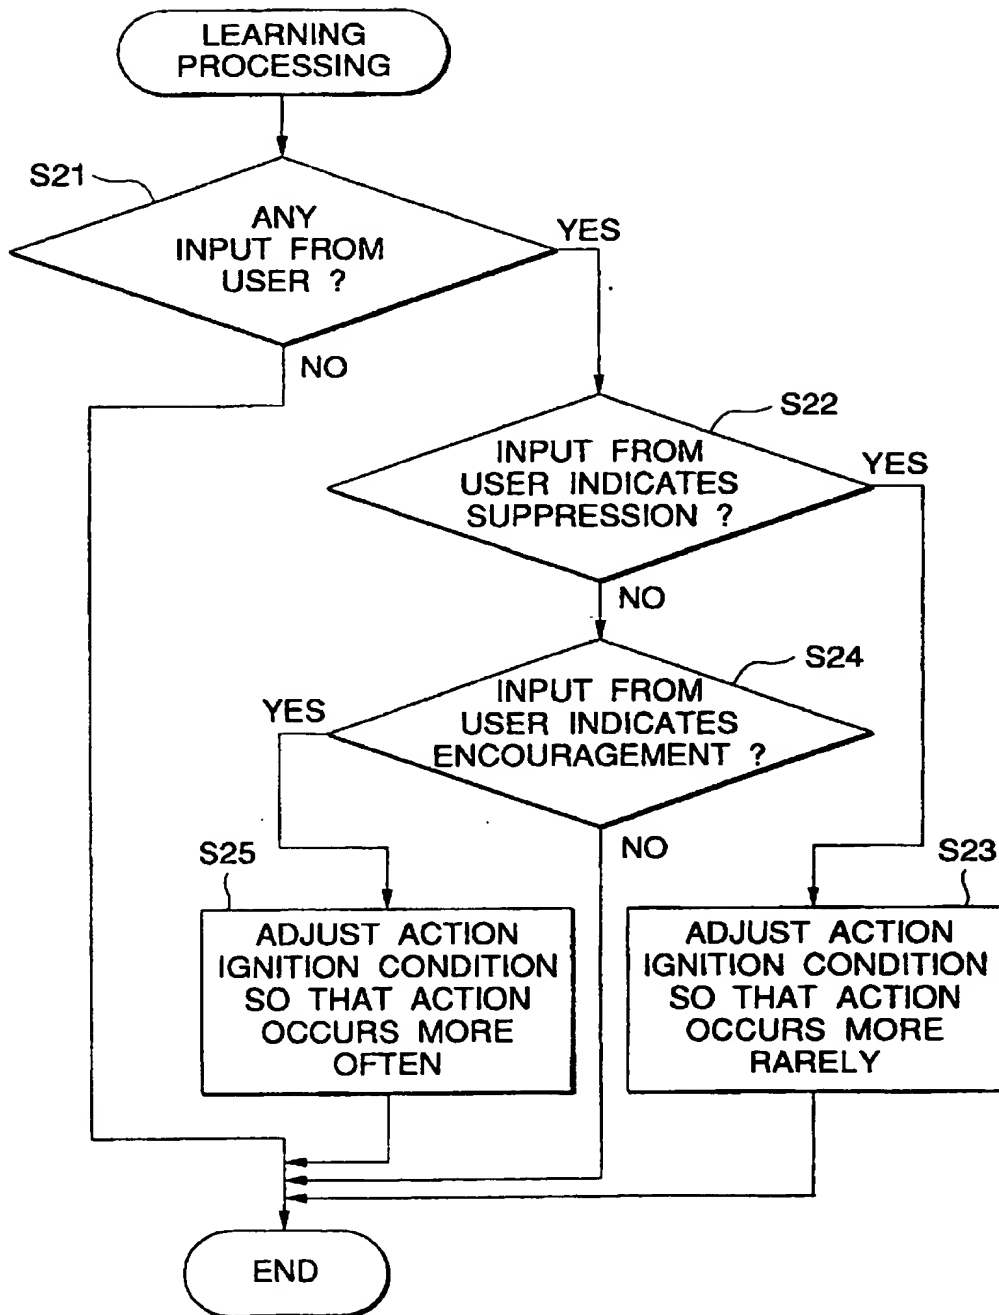 LEARNING
PROCESSING
S21
ANY
INPUT FROM
USER ?
YES
NO
S22
INPUT FROM
USER INDICATES
SUPPRESSION ?
YES
NO
S24
INPUT FROM
USER INDICATES
ENCOURAGEMENT ?
YES
NO
S25
ADJUST ACTION
IGNITION CONDITION
SO THAT ACTION
OCCURS MORE
OFTEN
S23
ADJUST ACTION
IGNITION CONDITION
SO THAT ACTION
OCCURS MORE
RARELY
END